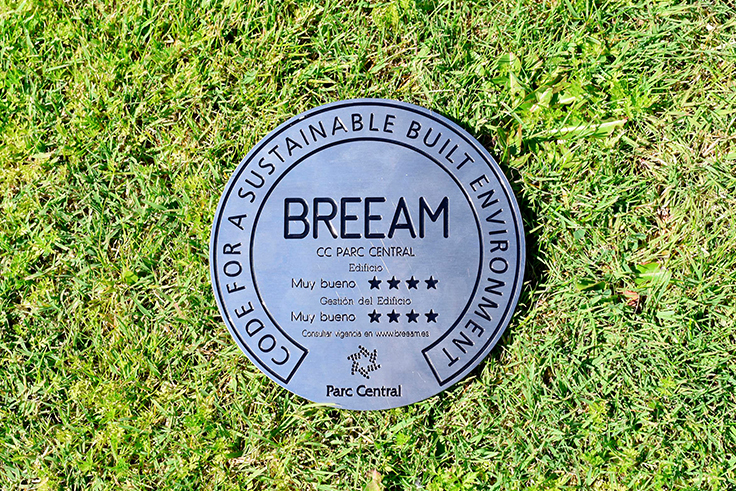 CODE FOR A SUSTAINABLE BUILT ENVIRONMENT
BREEAM
CC PARC CENTRAL
Edificio
Muy bueno ★★★★
Gestión del Edificio
Muy bueno ★★★★
Consultar vigencia en www.breeam.es
Parc Central